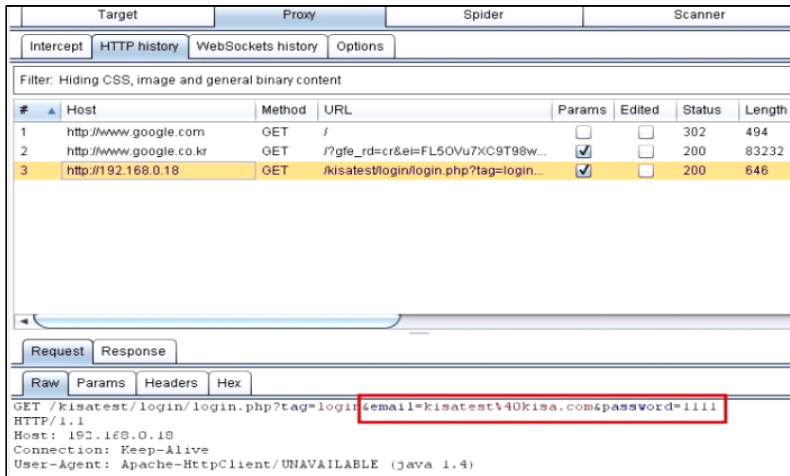 Target Proxy Spider Scanner
Intercept HTTP history WebSockets history Options
Filter: Hiding CSS, image and general binary content
# Host Method URL Params Edited Status Length
1 http://www.google.com GET / 302 494
2 http://www.google.co.kr GET /?gfe_rd=cr&ei=FL5OVu7XC9T98w... 200 83232
3 http://192.168.0.18 GET /kisatest/login/login.php?tag=login... 200 646
Request Response
Raw Params Headers Hex
GET /kisatest/login/login.php?tag=login&email=kisatest%40kisa.com&password=1111
HTTP/1.1
Host: 192.168.0.18
Connection: Keep-Alive
User-Agent: Apache-HttpClient/UNAVAILABLE (java 1.4)